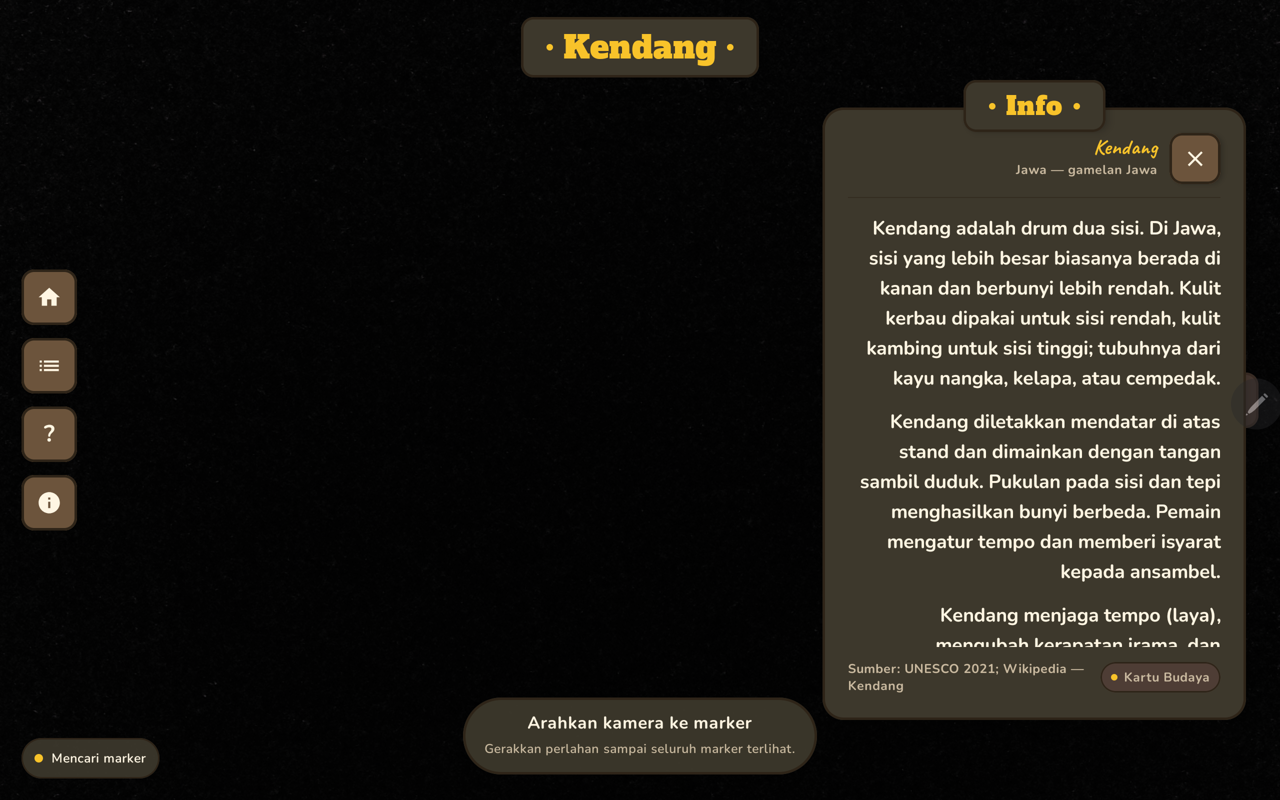 • Kendang •
• Info •
Kendang
Jawa — gamelan Jawa
Kendang adalah drum dua sisi. Di Jawa,
sisi yang lebih besar biasanya berada di
kanan dan berbunyi lebih rendah. Kulit
kerbau dipakai untuk sisi rendah, kulit
kambing untuk sisi tinggi; tubuhnya dari
kayu nangka, kelapa, atau cempedak.
Kendang diletakkan mendatar di atas
stand dan dimainkan dengan tangan
sambil duduk. Pukulan pada sisi dan tepi
menghasilkan bunyi berbeda. Pemain
mengatur tempo dan memberi isyarat
kepada ansambel.
Kendang menjaga tempo (laya),
mengubah kerapatan irama, dan
Sumber: UNESCO 2021; Wikipedia —
Kendang
Kartu Budaya
?
Arahkan kamera ke marker
Gerakkan perlahan sampai seluruh marker terlihat.
Mencari marker